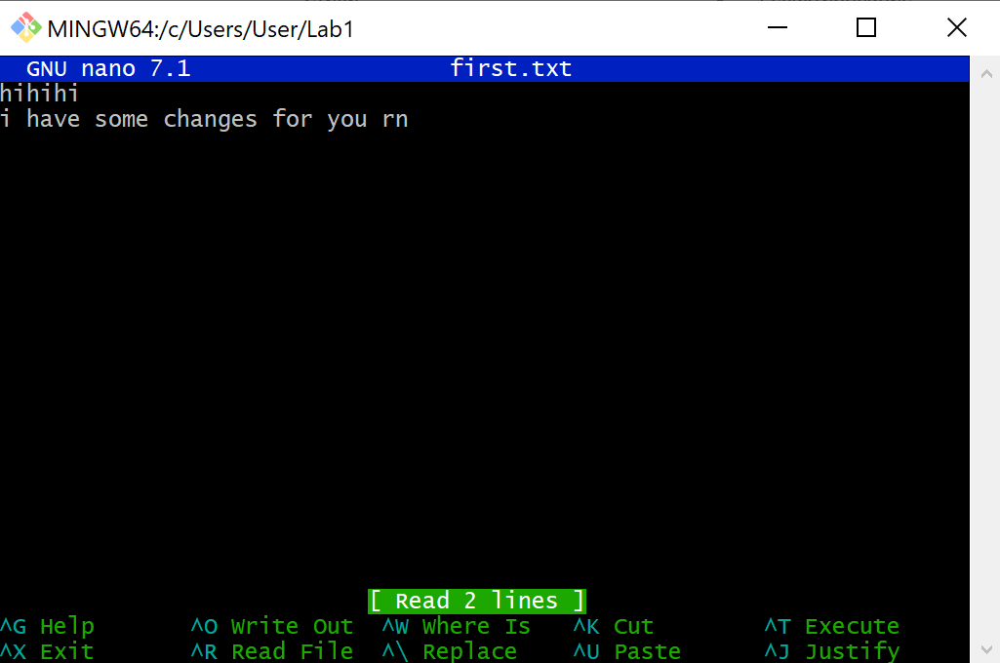 MINGW64:/c/Users/User/Lab1
GNU nano 7.1 first.txt
hihihi
i have some changes for you rn
[ Read 2 lines ]
^G Help ^O Write Out ^W Where Is ^K Cut ^T Execute
^X Exit ^R Read File ^\ Replace ^U Paste ^J Justify